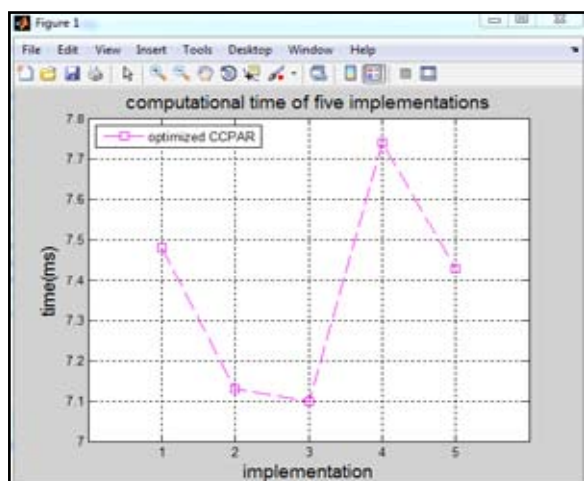 Figure 1
File Edit View Insert Tools Desktop Window Help
computational time of five implementations
optimized CCPAR
7.8
7.7
7.6
7.5
7.4
7.3
7.2
7.1
7
time(ms)
1 2 3 4 5
implementation